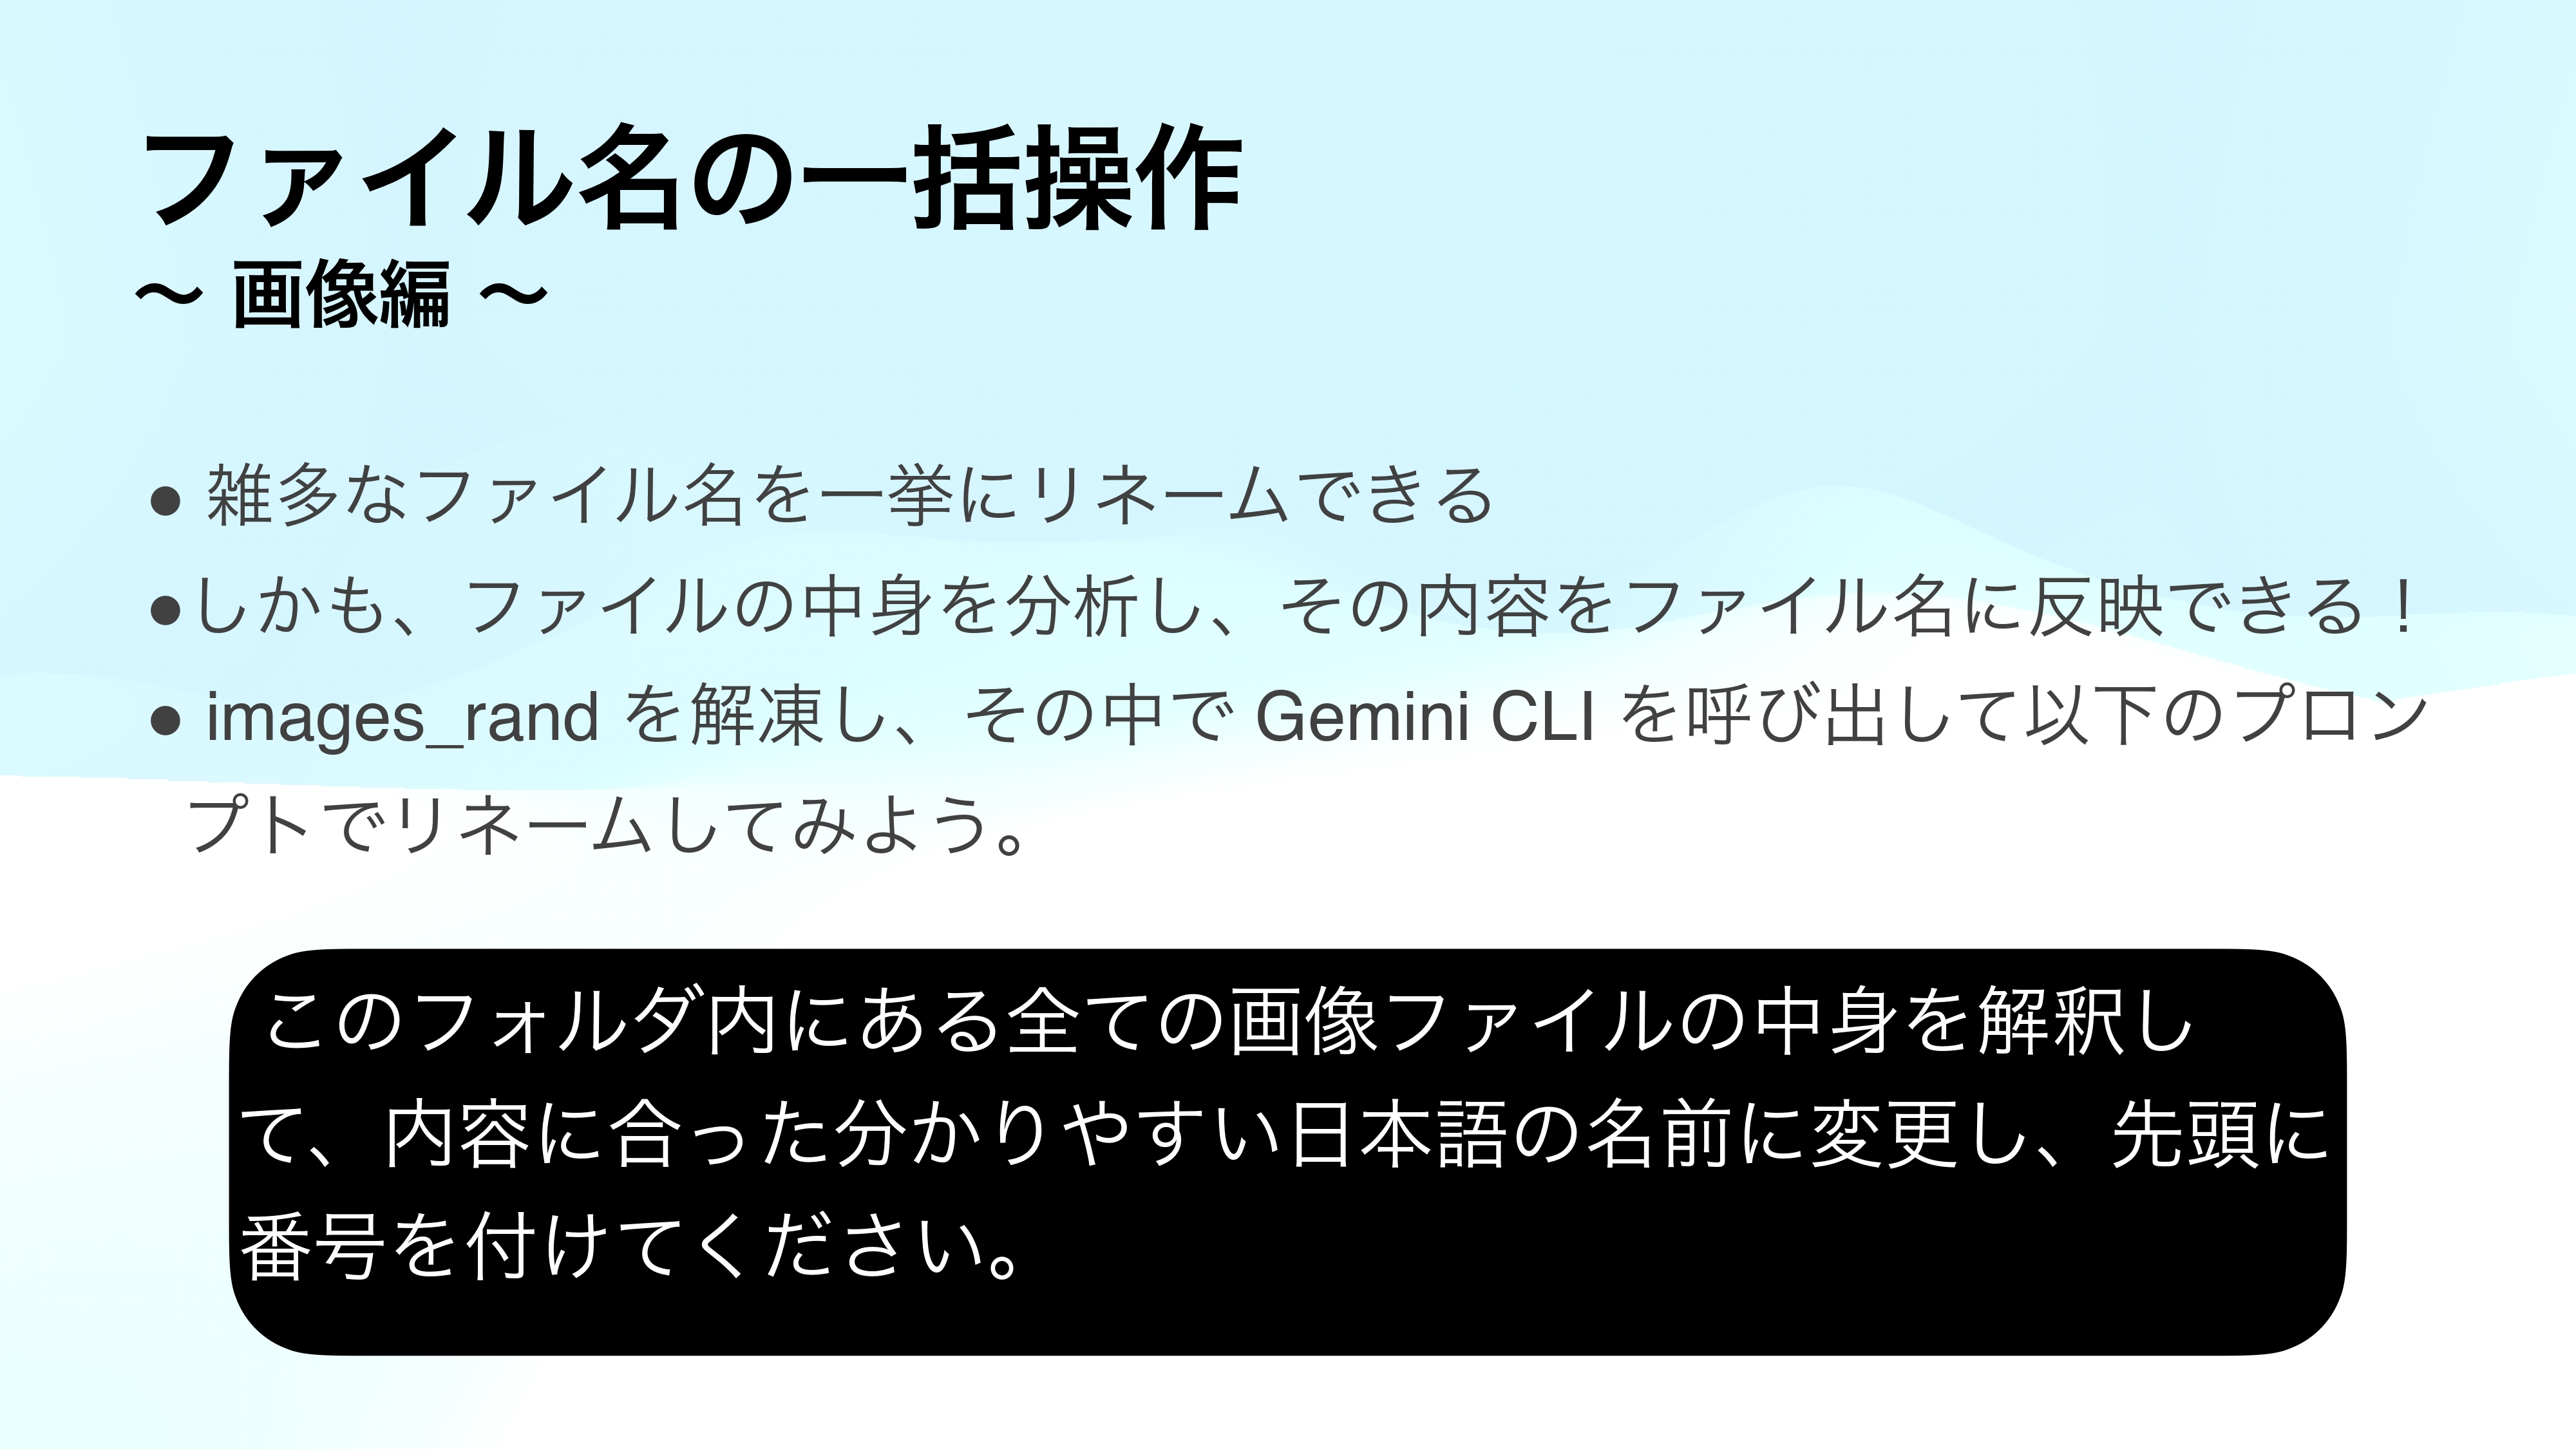 ファイル名の一括操作
〜 画像編 〜
● 雑多なファイル名を一挙にリネームできる
●しかも、ファイルの中身を分析し、その内容をファイル名に反映できる！
● images_rand を解凍し、その中で Gemini CLI を呼び出して以下のプロン
プトでリネームしてみよう。
このフォルダ内にある全ての画像ファイルの中身を解釈し
て、内容に合った分かりやすい日本語の名前に変更し、先頭に
番号を付けてください。